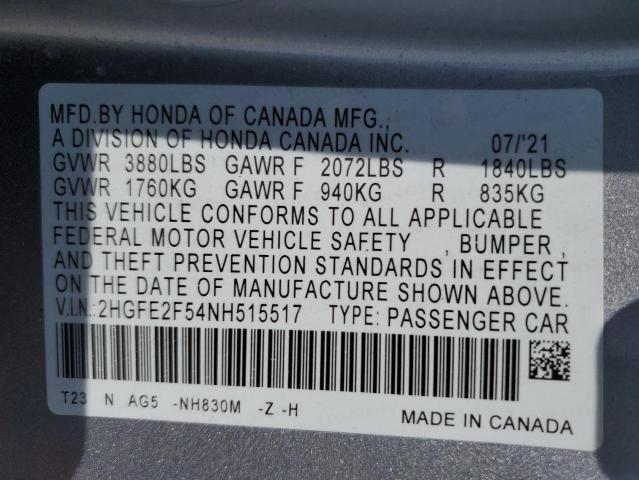 MFD.BY HONDA OF CANADA MFG.,
A DIVISION OF HONDA CANADA INC. 07/'21
GVWR 3880LBS GAWR F 2072LBS R 1840LBS
GVWR 1760KG GAWR F 940KG R 835KG
THIS VEHICLE CONFORMS TO ALL APPLICABLE
FEDERAL MOTOR VEHICLE SAFETY , BUMPER ,
AND THEFT PREVENTION STANDARDS IN EFFECT
ON THE DATE OF MANUFACTURE SHOWN ABOVE.
V.I.N.:2HGFE2F54NH515517 TYPE: PASSENGER CAR
T23 N AG5 -NH830M -Z -H
MADE IN CANADA